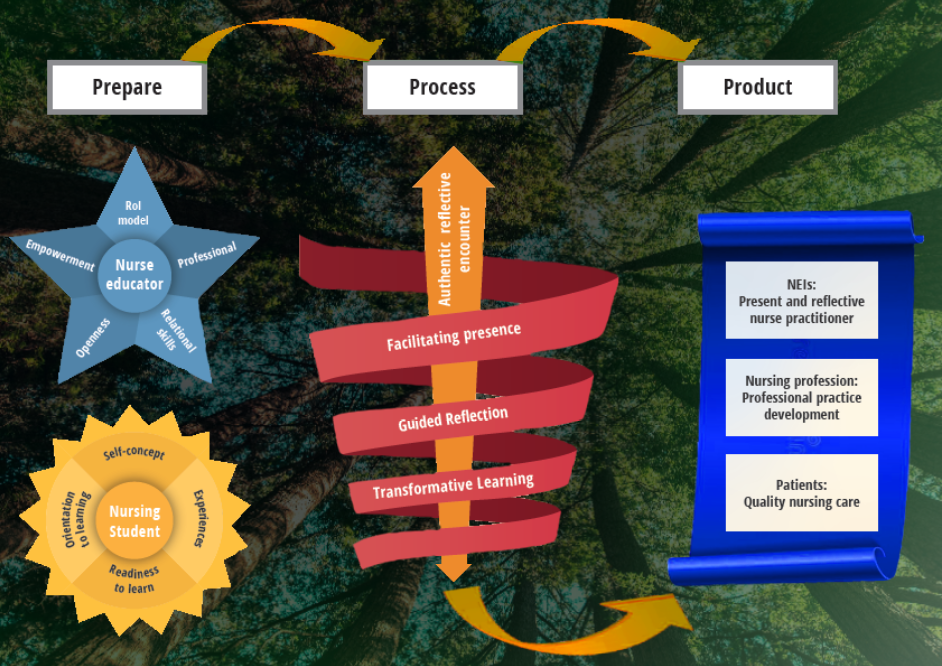 Prepare
Process
Product
Rol
model
Empowerment
Professional
Nurse
educator
Openness
Relational
skills
Self-concept
Orientation
to learning
Nursing
Student
Experiences
Readiness
to learn
Authentic reflective
encounter
Facilitating presence
Guided Reflection
Transformative Learning
NEIs:
Present and reflective
nurse practitioner
Nursing profession:
Professional practice
development
Patients:
Quality nursing care